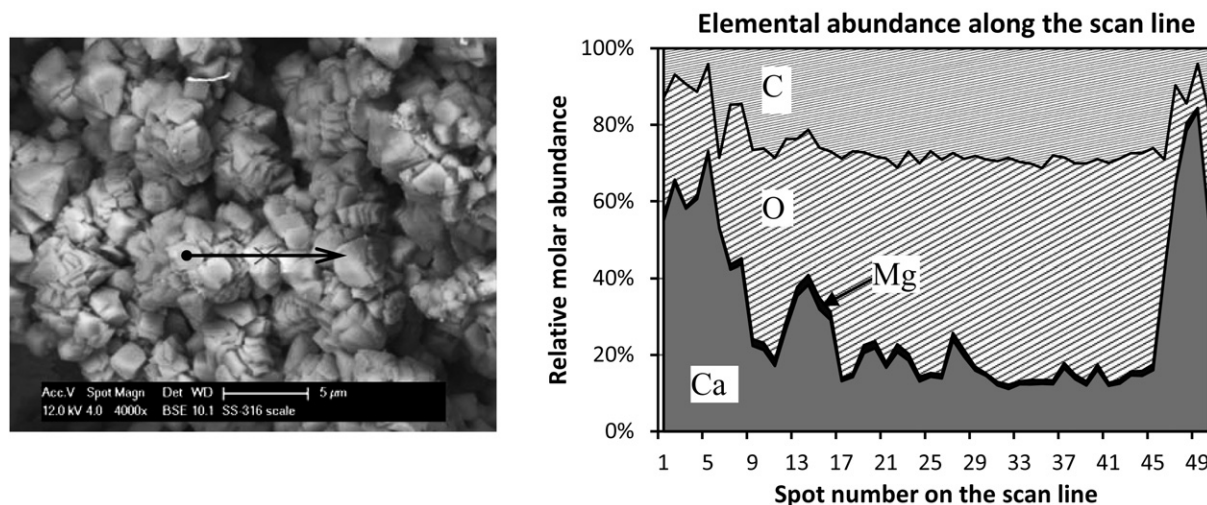 Acc.V Spot Magn Det WD 5 µm
12.0 kV 4.0 4000x BSE 10.1 SS-316 scale
Elemental abundance along the scan line
Relative molar abundance
100%
80%
60%
40%
20%
0%
C
O
Mg
Ca
1 5 9 13 17 21 25 29 33 37 41 45 49
Spot number on the scan line